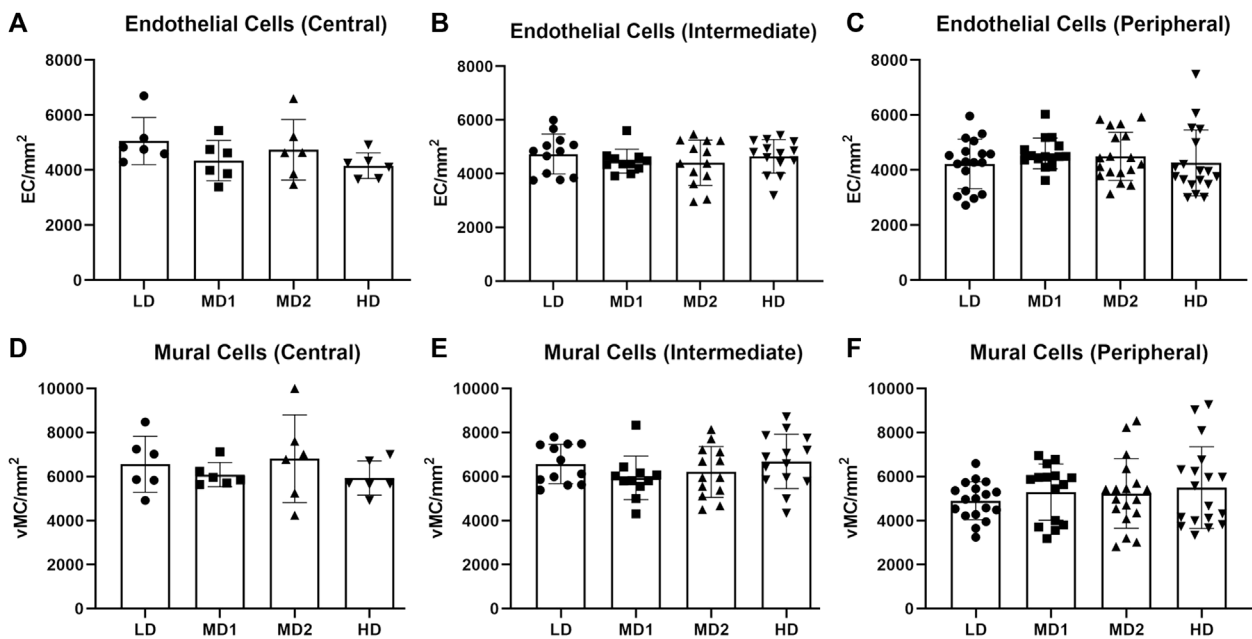 A
Endothelial Cells (Central)
EC/mm²
8000
6000
4000
2000
0
LD MD1 MD2 HD
B
Endothelial Cells (Intermediate)
EC/mm²
8000
6000
4000
2000
0
LD MD1 MD2 HD
C
Endothelial Cells (Peripheral)
EC/mm²
8000
6000
4000
2000
0
LD MD1 MD2 HD
D
Mural Cells (Central)
vMC/mm²
10000
8000
6000
4000
2000
0
LD MD1 MD2 HD
E
Mural Cells (Intermediate)
vMC/mm²
10000
8000
6000
4000
2000
0
LD MD1 MD2 HD
F
Mural Cells (Peripheral)
vMC/mm²
10000
8000
6000
4000
2000
0
LD MD1 MD2 HD